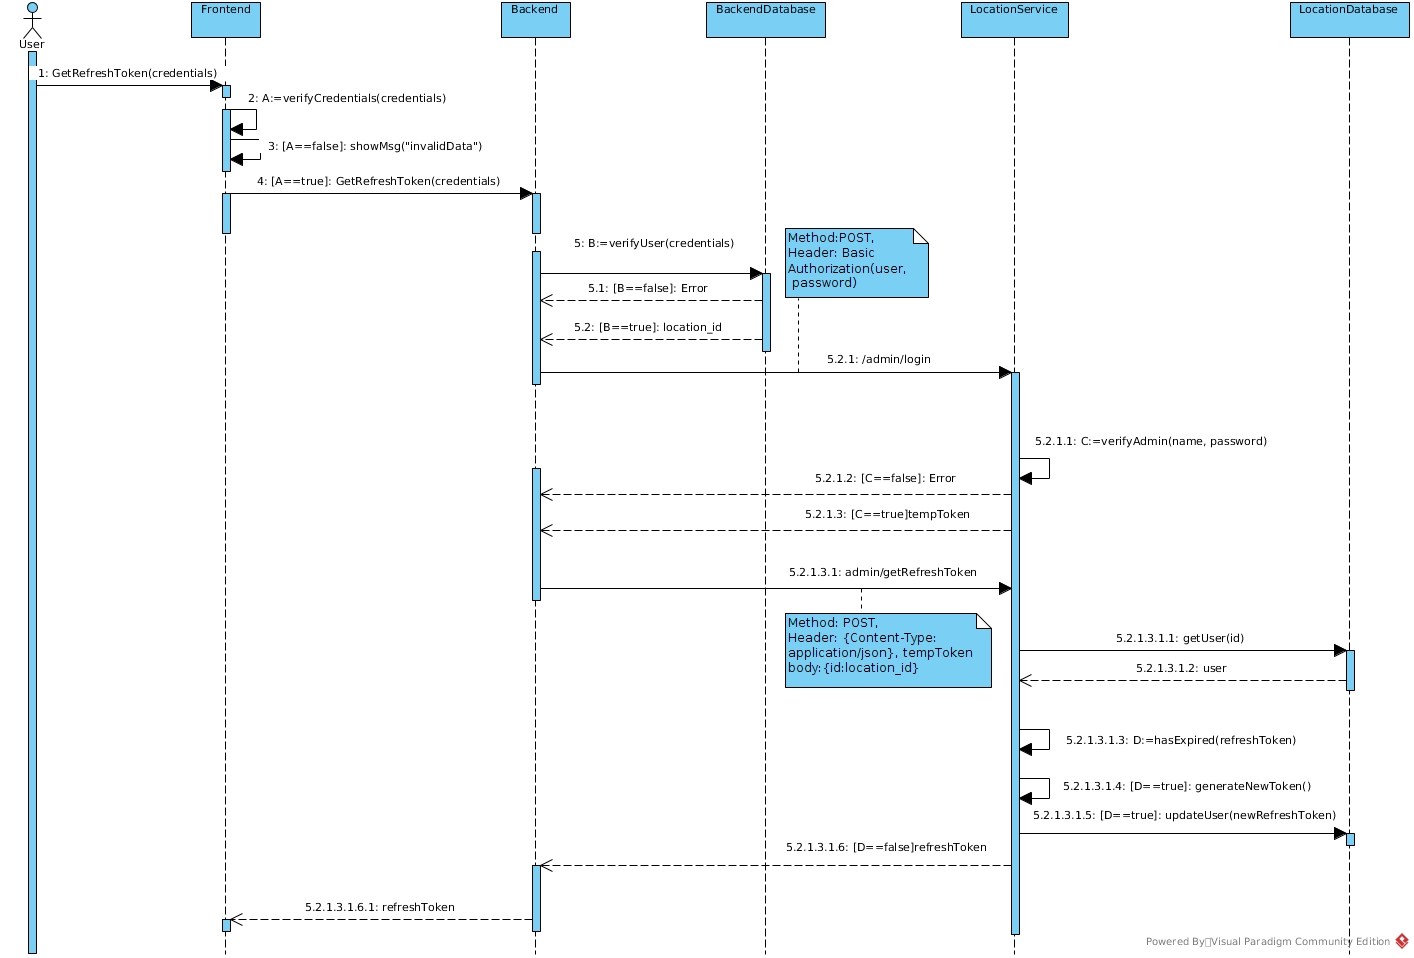 Frontend
Backend
BackendDatabase
LocationService
LocationDatabase
User
1: GetRefreshToken(credentials)
2: A:=verifyCredentials(credentials)
3: [A==false]: showMsg("invalidData")
4: [A==true]: GetRefreshToken(credentials)
5: B:=verifyUser(credentials)
Method:POST,
Header: Basic
Authorization(user,
password)
5.1: [B==false]: Error
5.2: [B==true]: location_id
5.2.1: /admin/login
5.2.1.1: C:=verifyAdmin(name, password)
5.2.1.2: [C==false]: Error
5.2.1.3: [C==true]tempToken
5.2.1.3.1: admin/getRefreshToken
Method: POST,
Header: {Content-Type:
application/json}, tempToken
body:{id:location_id}
5.2.1.3.1.1: getUser(id)
5.2.1.3.1.2: user
5.2.1.3.1.3: D:=hasExpired(refreshToken)
5.2.1.3.1.4: [D==true]: generateNewToken()
5.2.1.3.1.5: [D==true]: updateUser(newRefreshToken)
5.2.1.3.1.6: [D==false]refreshToken
5.2.1.3.1.6.1: refreshToken
Powered By Visual Paradigm Community Edition